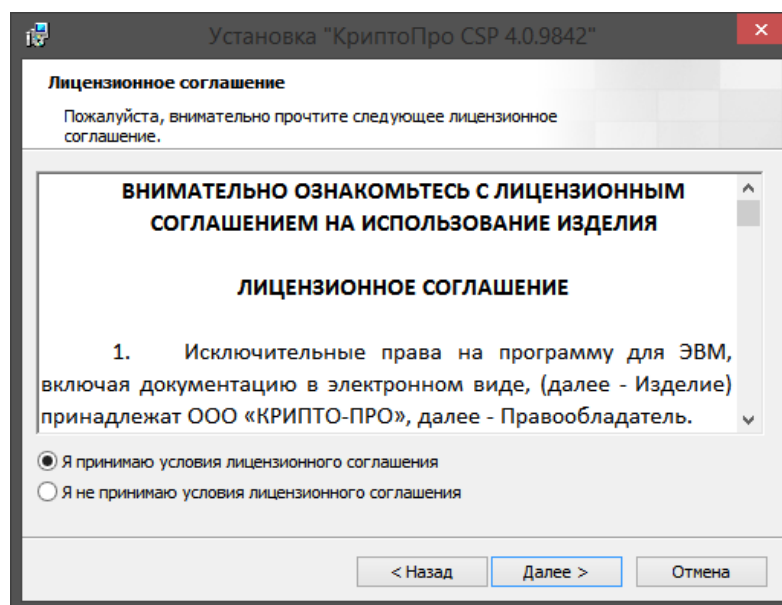 Установка "КриптоПро CSP 4.0.9842"
Лицензионное соглашение
Пожалуйста, внимательно прочтите следующее лицензионное
соглашение.
ВНИМАТЕЛЬНО ОЗНАКОМЬТЕСЬ С ЛИЦЕНЗИОННЫМ
СОГЛАШЕНИЕМ НА ИСПОЛЬЗОВАНИЕ ИЗДЕЛИЯ
ЛИЦЕНЗИОННОЕ СОГЛАШЕНИЕ
1. Исключительные права на программу для ЭВМ,
включая документацию в электронном виде, (далее - Изделие)
принадлежат ООО «КРИПТО-ПРО», далее - Правообладатель.
Я принимаю условия лицензионного соглашения
Я не принимаю условия лицензионного соглашения
< Назад Далее > Отмена